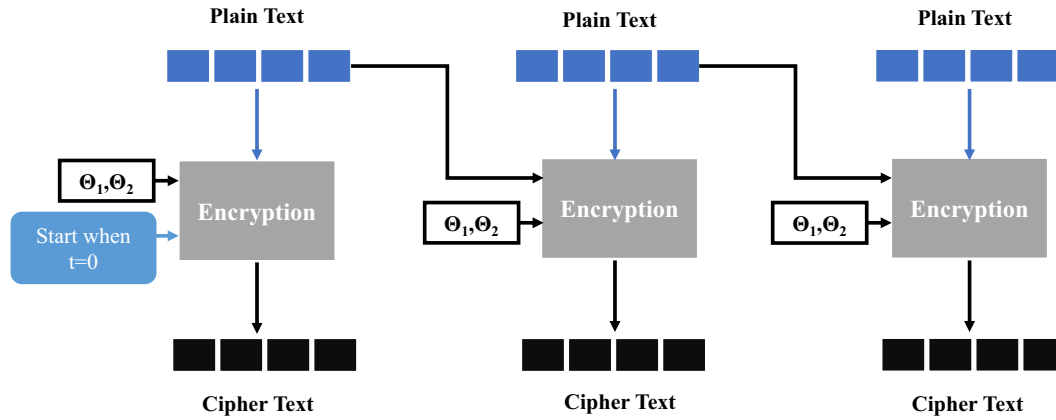 Plain Text
Plain Text
Plain Text
Θ₁,Θ₂
Encryption
Start when
t=0
Θ₁,Θ₂
Encryption
Θ₁,Θ₂
Encryption
Cipher Text
Cipher Text
Cipher Text